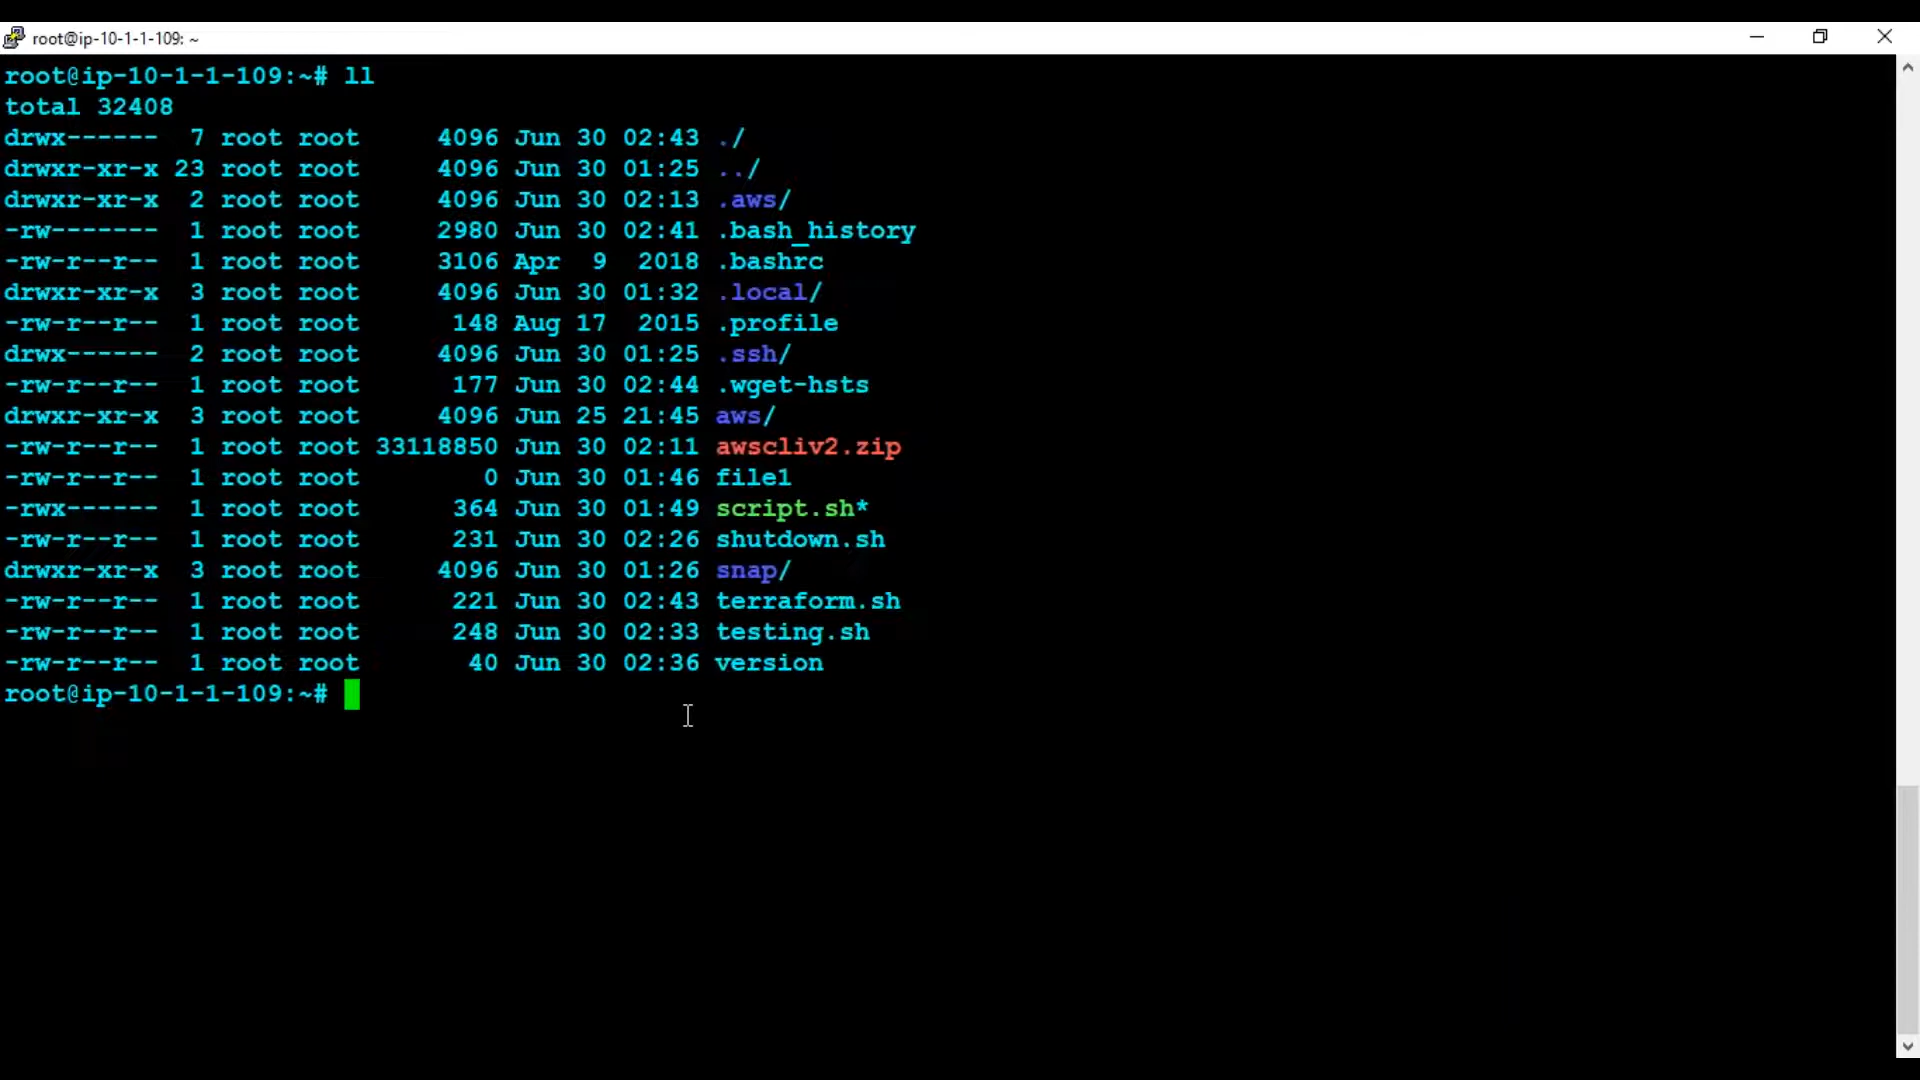 root@ip-10-1-1-109: ~
root@ip-10-1-1-109:~# ll
total 32408
drwx------  7 root root     4096 Jun 30 02:43 ./
drwxr-xr-x 23 root root     4096 Jun 30 01:25 ../
drwxr-xr-x  2 root root     4096 Jun 30 02:13 .aws/
-rw-------  1 root root     2980 Jun 30 02:41 .bash_history
-rw-r--r--  1 root root     3106 Apr  9  2018 .bashrc
drwxr-xr-x  3 root root     4096 Jun 30 01:32 .local/
-rw-r--r--  1 root root      148 Aug 17  2015 .profile
drwx------  2 root root     4096 Jun 30 01:25 .ssh/
-rw-r--r--  1 root root      177 Jun 30 02:44 .wget-hsts
drwxr-xr-x  3 root root     4096 Jun 25 21:45 aws/
-rw-r--r--  1 root root 33118850 Jun 30 02:11 awscliv2.zip
-rw-r--r--  1 root root        0 Jun 30 01:46 file1
-rwx------  1 root root      364 Jun 30 01:49 script.sh*
-rw-r--r--  1 root root      231 Jun 30 02:26 shutdown.sh
drwxr-xr-x  3 root root     4096 Jun 30 01:26 snap/
-rw-r--r--  1 root root      221 Jun 30 02:43 terraform.sh
-rw-r--r--  1 root root      248 Jun 30 02:33 testing.sh
-rw-r--r--  1 root root       40 Jun 30 02:36 version
root@ip-10-1-1-109:~#